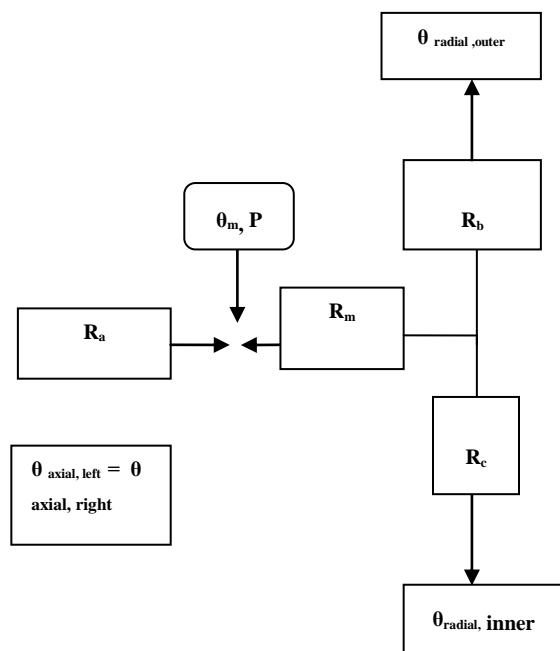 θ radial ,outer
R_b
θ_m, P
R_m
R_a
R_c
θ axial, left = θ
axial, right
θ_radial, inner